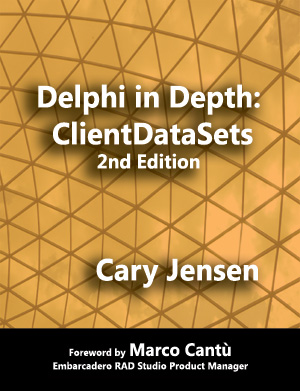 Delphi in Depth:
ClientDataSets
2nd Edition
Cary Jensen
Foreword by Marco Cantù
Embarcadero RAD Studio Product Manager